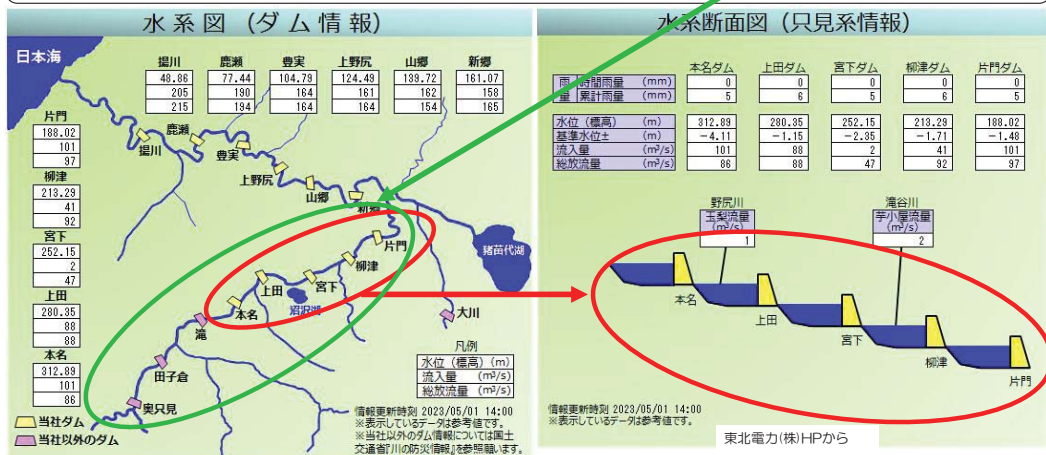 水系図(ダム情報)
日本海
揚川 鹿瀬 豊実 上野尻 山郷 新郷
48.86 77.44 104.79 124.49 139.72 161.07
205 190 164 161 162 158
215 194 164 164 154 165
片門
188.02
101
97
柳津
213.29
41
92
宮下
252.15
2
47
上田
280.35
88
88
本名
312.89
101
86
揚川
鹿瀬
豊実
上野尻
山郷
新郷
片門
柳津
宮下
上田
沼沢湖
本名
滝
田子倉
奥只見
猪苗代湖
大川
凡例
水位(標高)(m)
流入量 (m³/s)
総放流量 (m³/s)
当社ダム
当社以外のダム
情報更新時刻 2023/05/01 14:00
※表示しているデータは参考値です。
※当社以外のダム情報については国土
交通省『川の防災情報』を参照願います。
水系断面図(只見系情報)
本名ダム 上田ダム 宮下ダム 柳津ダム 片門ダム
雨量 時間雨量 (mm) 0 0 0 0 0
累計雨量 (mm) 5 6 5 6 5
水位(標高) (m) 312.89 280.35 252.15 213.29 188.02
基準水位± (m) -4.11 -1.15 -2.35 -1.71 -1.48
流入量 (m³/s) 101 88 2 41 101
総放流量 (m³/s) 86 88 47 92 97
野尻川
玉梨流量
(m³/s)
1
滝谷川
芋小屋流量
(m³/s)
2
本名
上田
宮下
柳津
片門
情報更新時刻 2023/05/01 14:00
※表示しているデータは参考値です。
東北電力(株)HPから